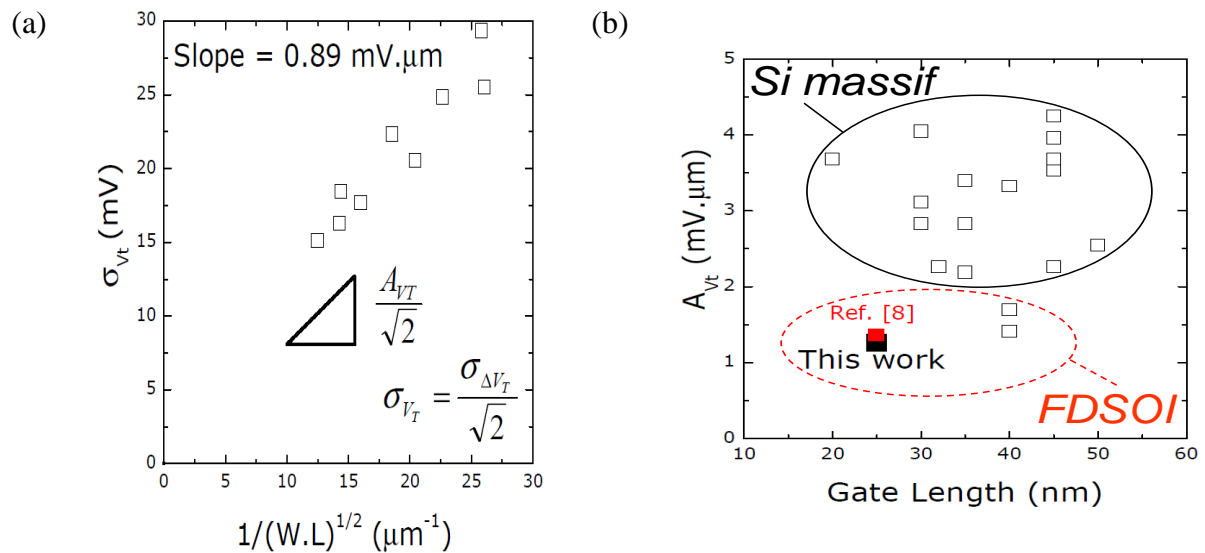 (a)
Slope = 0.89 mV.μm
σVt (mV)
30
25
20
15
10
5
0
AVT
√2
σVT = σΔVT
√2
0 5 10 15 20 25 30
1/(W.L)1/2 (μm-1)
(b)
Si massif
AVt (mV.μm)
5
4
3
2
1
0
Ref. [8]
This work
FDSOI
10 20 30 40 50 60
Gate Length (nm)